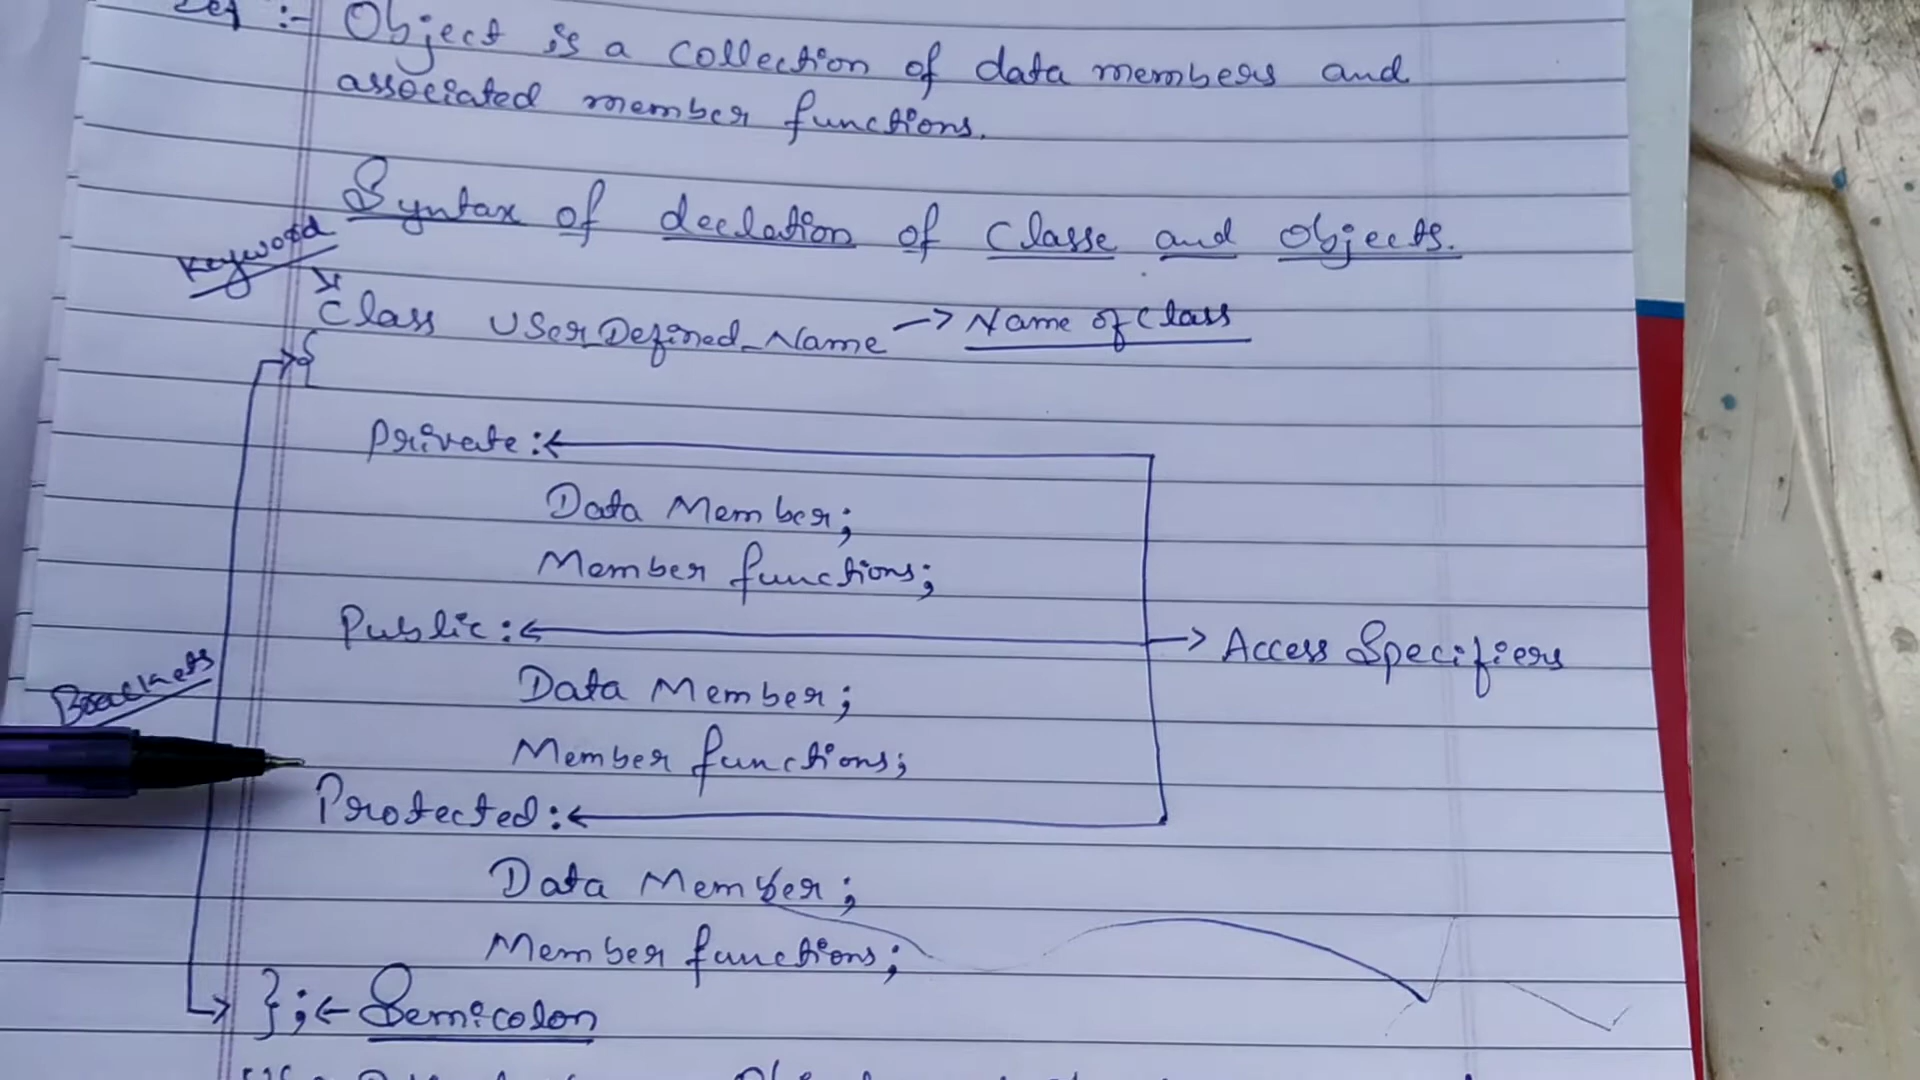 Def :- Object is a collection of data members and
associated member functions.
Syntax of declation of Classe and Objects.
Keyword
Class UserDefined_Name -> Name of Class
{
Private :
Data Member;
Member functions;
Public :
-> Access Specifiers
Data Member;
Brackets
Member functions;
Protected :
Data Member;
Member functions;
}; <- Semicolon